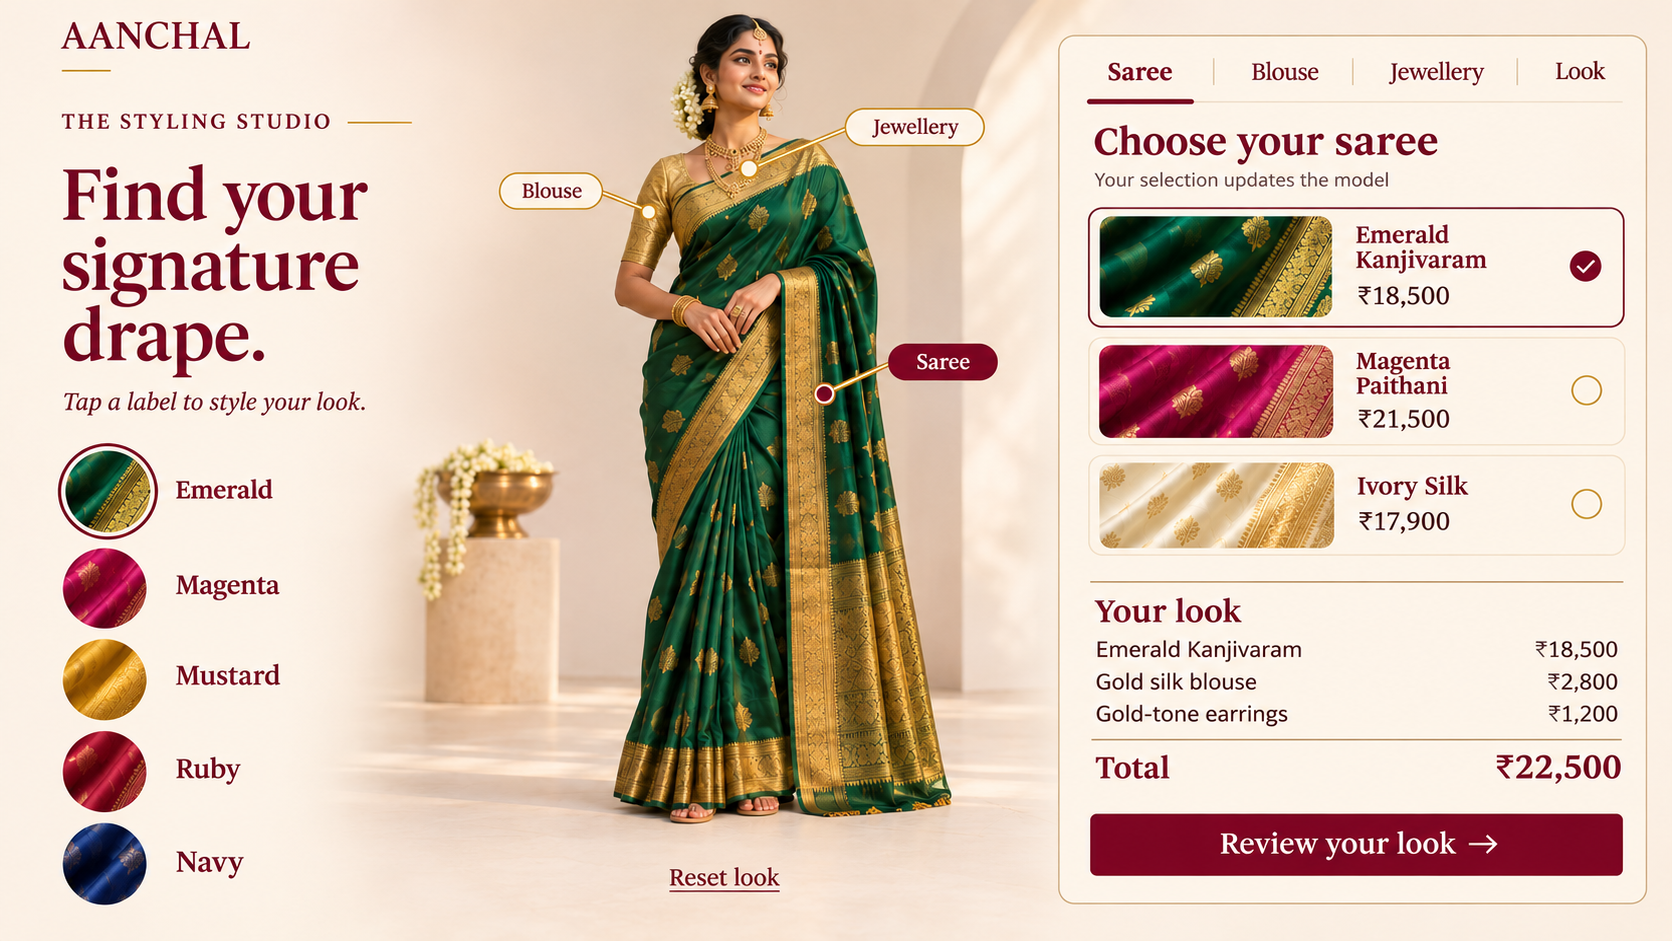 AANCHAL
THE STYLING STUDIO
Find your
signature
drape.
Tap a label to style your look.
Emerald
Magenta
Mustard
Ruby
Navy
Jewellery
Blouse
Saree
Reset look
Saree
Blouse
Jewellery
Look
Choose your saree
Your selection updates the model
Emerald
Kanjivaram
₹18,500
Magenta
Paithani
₹21,500
Ivory Silk
₹17,900
Your look
Emerald Kanjivaram ₹18,500
Gold silk blouse ₹2,800
Gold-tone earrings ₹1,200
Total ₹22,500
Review your look →